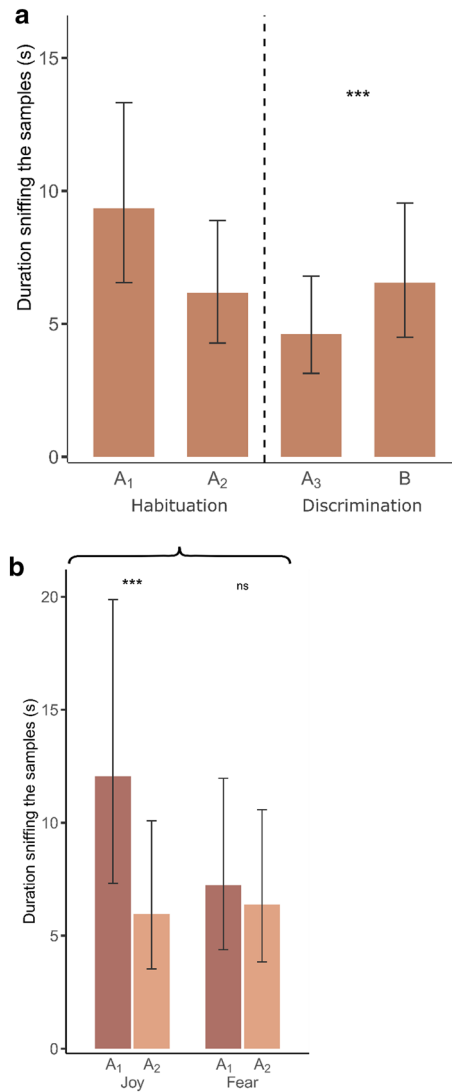 a
Duration sniffing the samples (s)
15
10
5
0
***
A₁ A₂ A₃ B
Habituation Discrimination
b
Duration sniffing the samples (s)
20
15
10
5
0
*** ns
A₁ A₂ A₁ A₂
Joy Fear